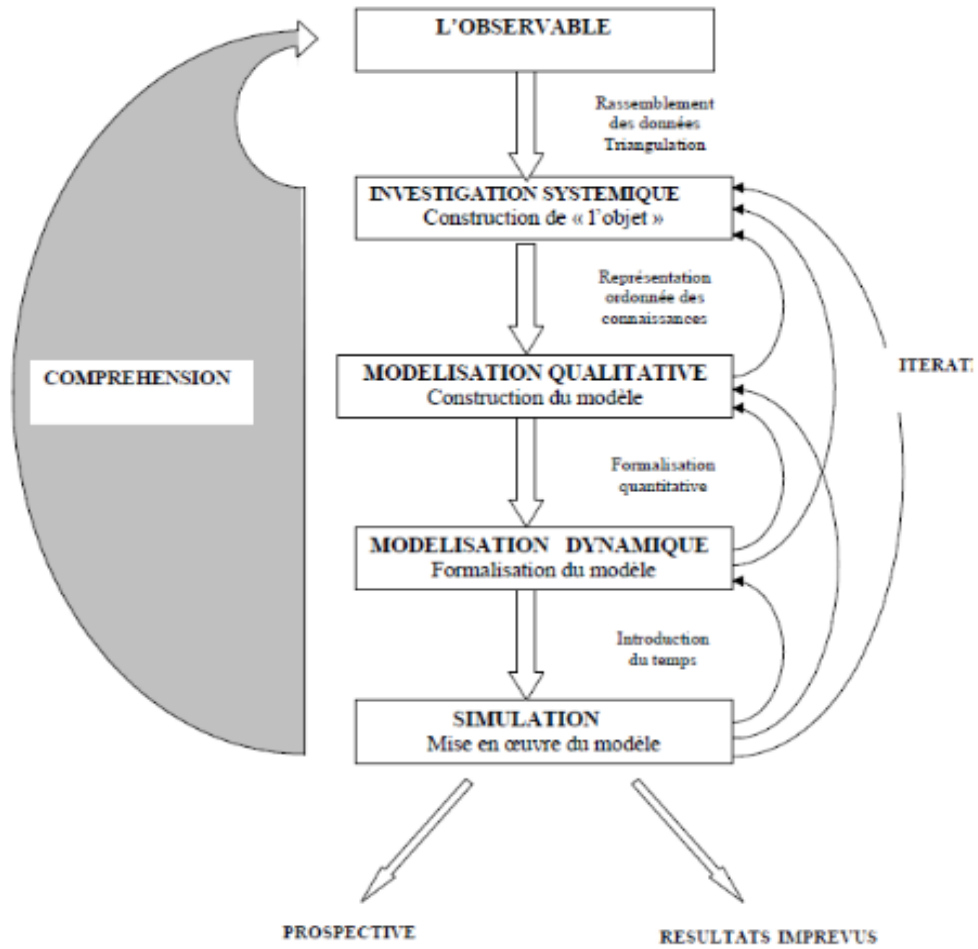 L'OBSERVABLE
Rassemblement
des données
Triangulation
INVESTIGATION SYSTEMIQUE
Construction de « l'objet »
Représentation
ordonnée des
connaissances
COMPREHENSION
MODELISATION QUALITATIVE
Construction du modèle
ITERATI
Formalisation
quantitative
MODELISATION DYNAMIQUE
Formalisation du modèle
Introduction
du temps
SIMULATION
Mise en œuvre du modèle
PROSPECTIVE
RESULTATS IMPREVUS